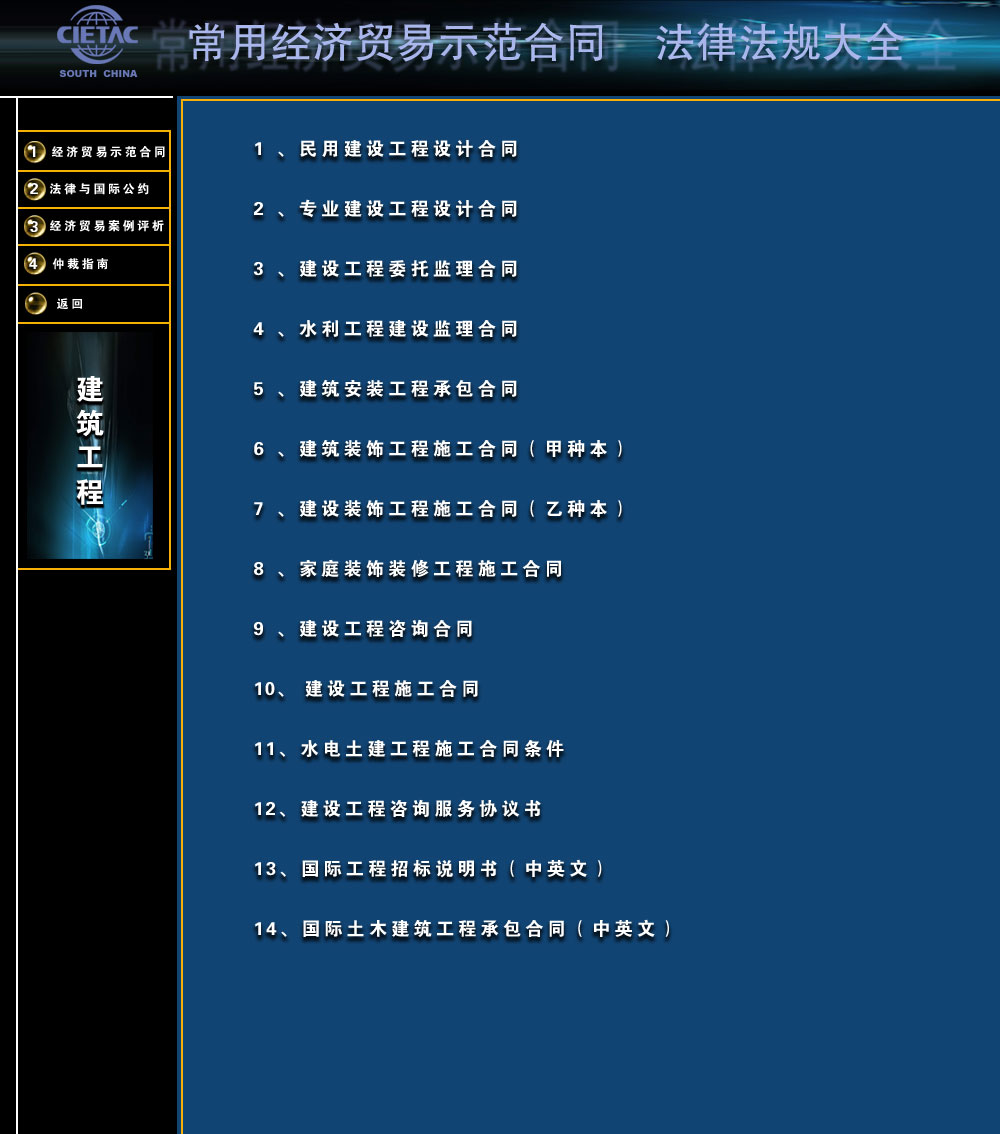 CIETAC
SOUTH CHINA
常用经济贸易示范合同 法律法规大全
1 经济贸易示范合同
2 法律与国际公约
3 经济贸易案例评析
4 仲裁指南
返回
建筑工程
1 、民用建设工程设计合同
2 、专业建设工程设计合同
3 、建设工程委托监理合同
4 、水利工程建设监理合同
5 、建筑安装工程承包合同
6 、建筑装饰工程施工合同（甲种本）
7 、建设装饰工程施工合同（乙种本）
8 、家庭装饰装修工程施工合同
9 、建设工程咨询合同
10、 建设工程施工合同
11、水电土建工程施工合同条件
12、建设工程咨询服务协议书
13、国际工程招标说明书（中英文）
14、国际土木建筑工程承包合同（中英文）